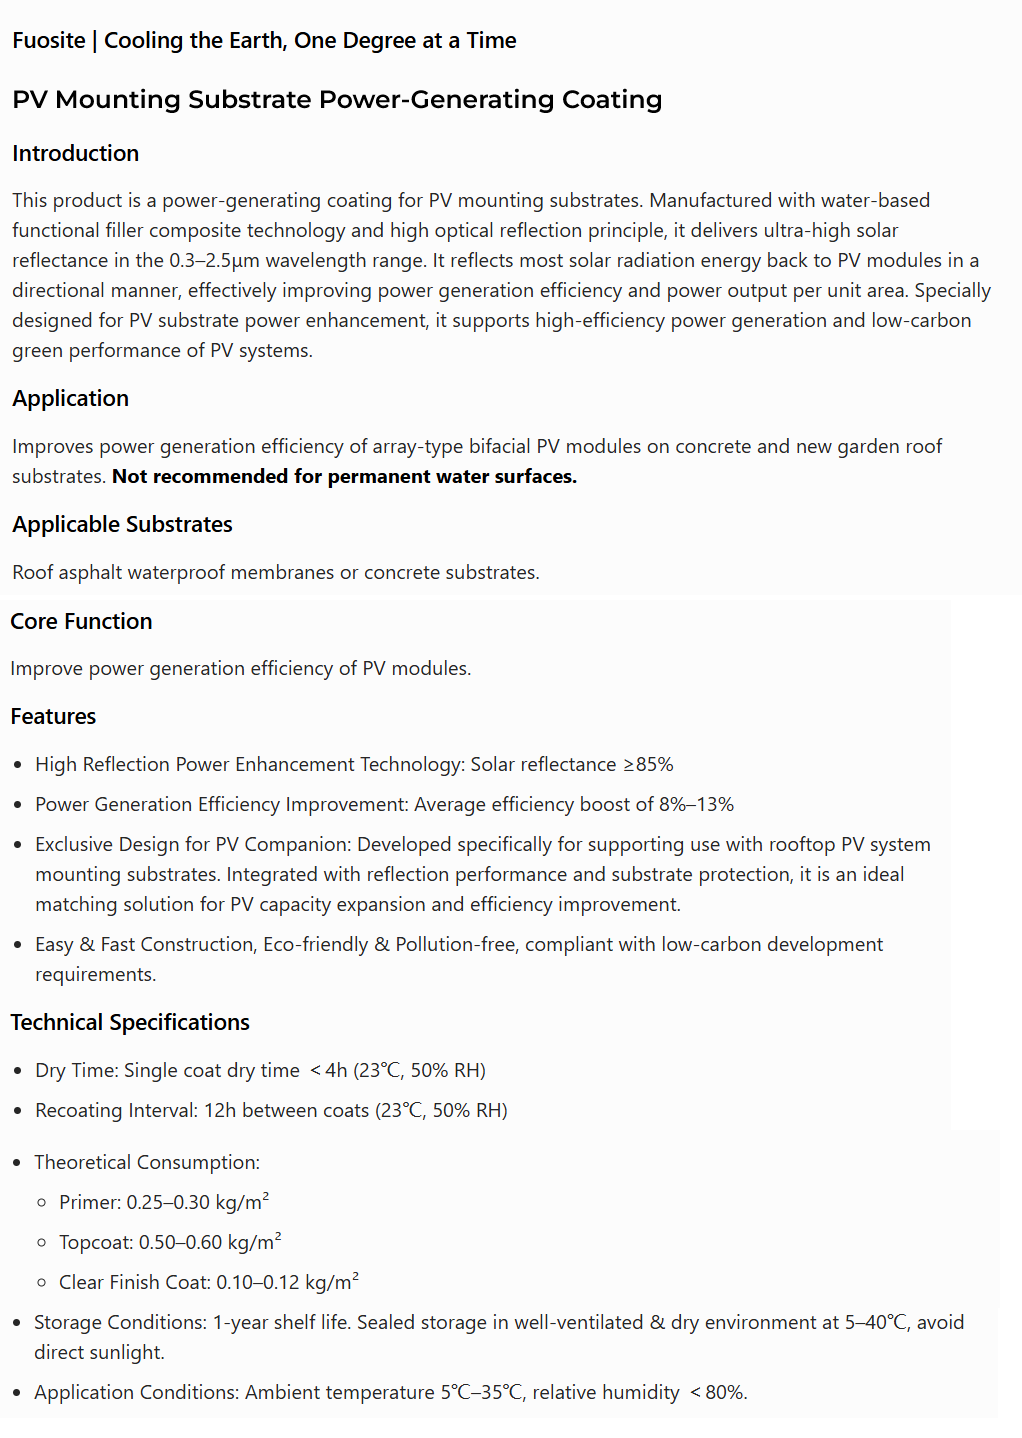 Fuosite | Cooling the Earth, One Degree at a Time
PV Mounting Substrate Power-Generating Coating
Introduction
This product is a power-generating coating for PV mounting substrates. Manufactured with water-based
functional filler composite technology and high optical reflection principle, it delivers ultra-high solar
reflectance in the 0.3–2.5μm wavelength range. It reflects most solar radiation energy back to PV modules in a
directional manner, effectively improving power generation efficiency and power output per unit area. Specially
designed for PV substrate power enhancement, it supports high-efficiency power generation and low-carbon
green performance of PV systems.
Application
Improves power generation efficiency of array-type bifacial PV modules on concrete and new garden roof
substrates. Not recommended for permanent water surfaces.
Applicable Substrates
Roof asphalt waterproof membranes or concrete substrates.
Core Function
Improve power generation efficiency of PV modules.
Features
• High Reflection Power Enhancement Technology: Solar reflectance ≥85%
• Power Generation Efficiency Improvement: Average efficiency boost of 8%–13%
• Exclusive Design for PV Companion: Developed specifically for supporting use with rooftop PV system
mounting substrates. Integrated with reflection performance and substrate protection, it is an ideal
matching solution for PV capacity expansion and efficiency improvement.
• Easy & Fast Construction, Eco-friendly & Pollution-free, compliant with low-carbon development
requirements.
Technical Specifications
• Dry Time: Single coat dry time ＜4h (23℃, 50% RH)
• Recoating Interval: 12h between coats (23℃, 50% RH)
• Theoretical Consumption:
○ Primer: 0.25–0.30 kg/m²
○ Topcoat: 0.50–0.60 kg/m²
○ Clear Finish Coat: 0.10–0.12 kg/m²
• Storage Conditions: 1-year shelf life. Sealed storage in well-ventilated & dry environment at 5–40℃, avoid
direct sunlight.
• Application Conditions: Ambient temperature 5℃–35℃, relative humidity ＜80%.